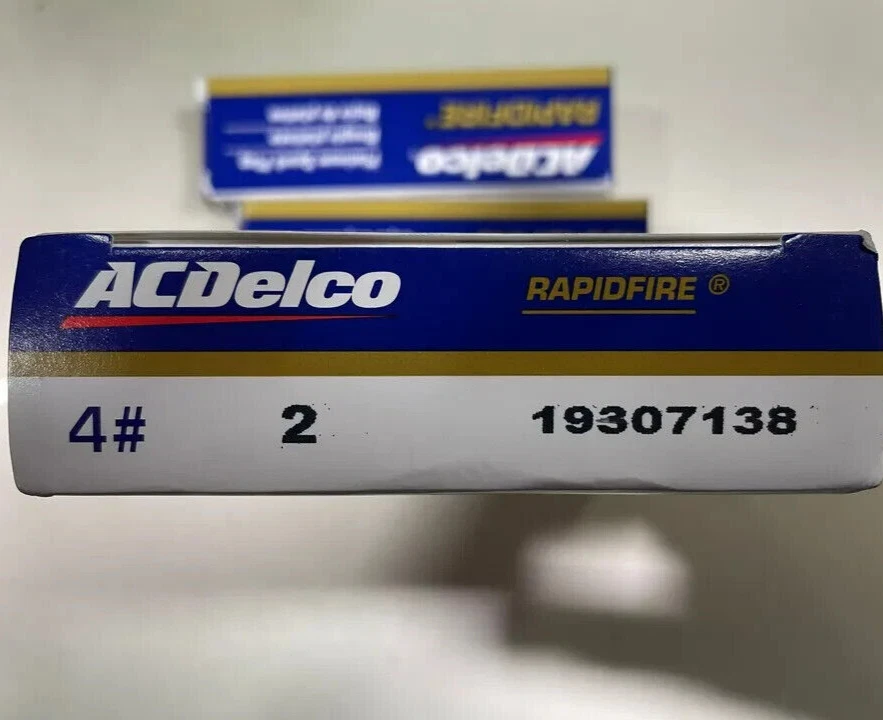 RAPIDFIRE
ACDelco
ACDelco RAPIDFIRE ®
4# 2 19307138